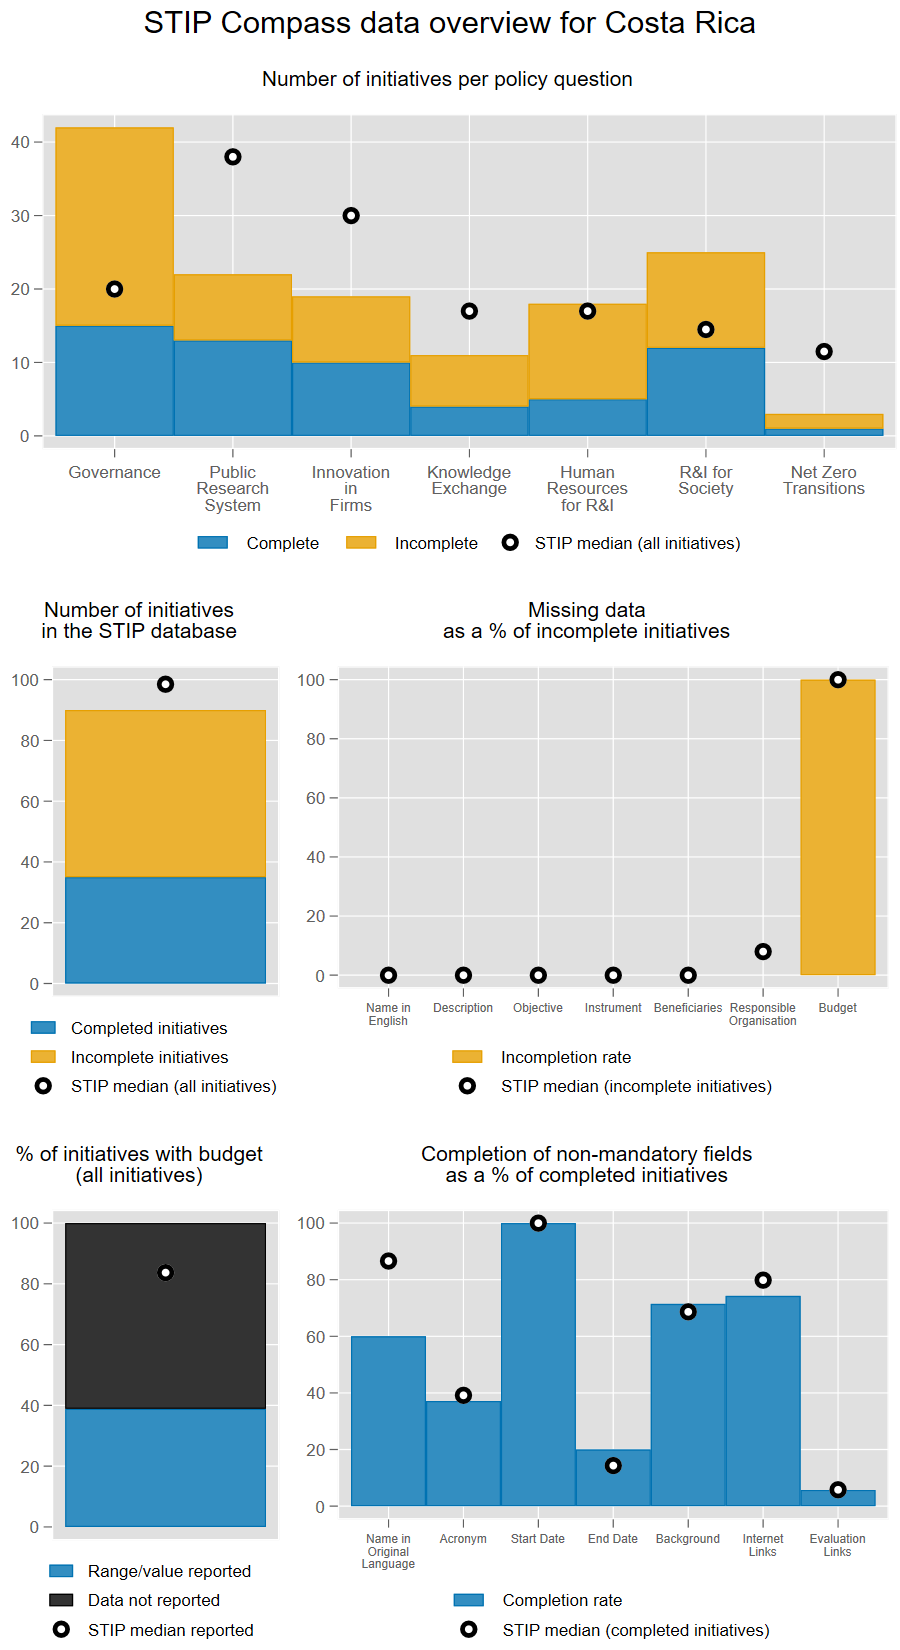 STIP Compass data overview for Costa Rica
Number of initiatives per policy question
40
30
20
10
0
Governance
Public
Research
System
Innovation
in
Firms
Knowledge
Exchange
Human
Resources
for R&I
R&I for
Society
Net Zero
Transitions
Complete
Incomplete
STIP median (all initiatives)
Number of initiatives
in the STIP database
100
80
60
40
20
0
Completed initiatives
Incomplete initiatives
STIP median (all initiatives)
Missing data
as a % of incomplete initiatives
100
80
60
40
20
0
Name in
English
Description
Objective
Instrument
Beneficiaries
Responsible
Organisation
Budget
Incompletion rate
STIP median (incomplete initiatives)
% of initiatives with budget
(all initiatives)
100
80
60
40
20
0
Range/value reported
Data not reported
STIP median reported
Completion of non-mandatory fields
as a % of completed initiatives
100
80
60
40
20
0
Name in
Original
Language
Acronym
Start Date
End Date
Background
Internet
Links
Evaluation
Links
Completion rate
STIP median (completed initiatives)